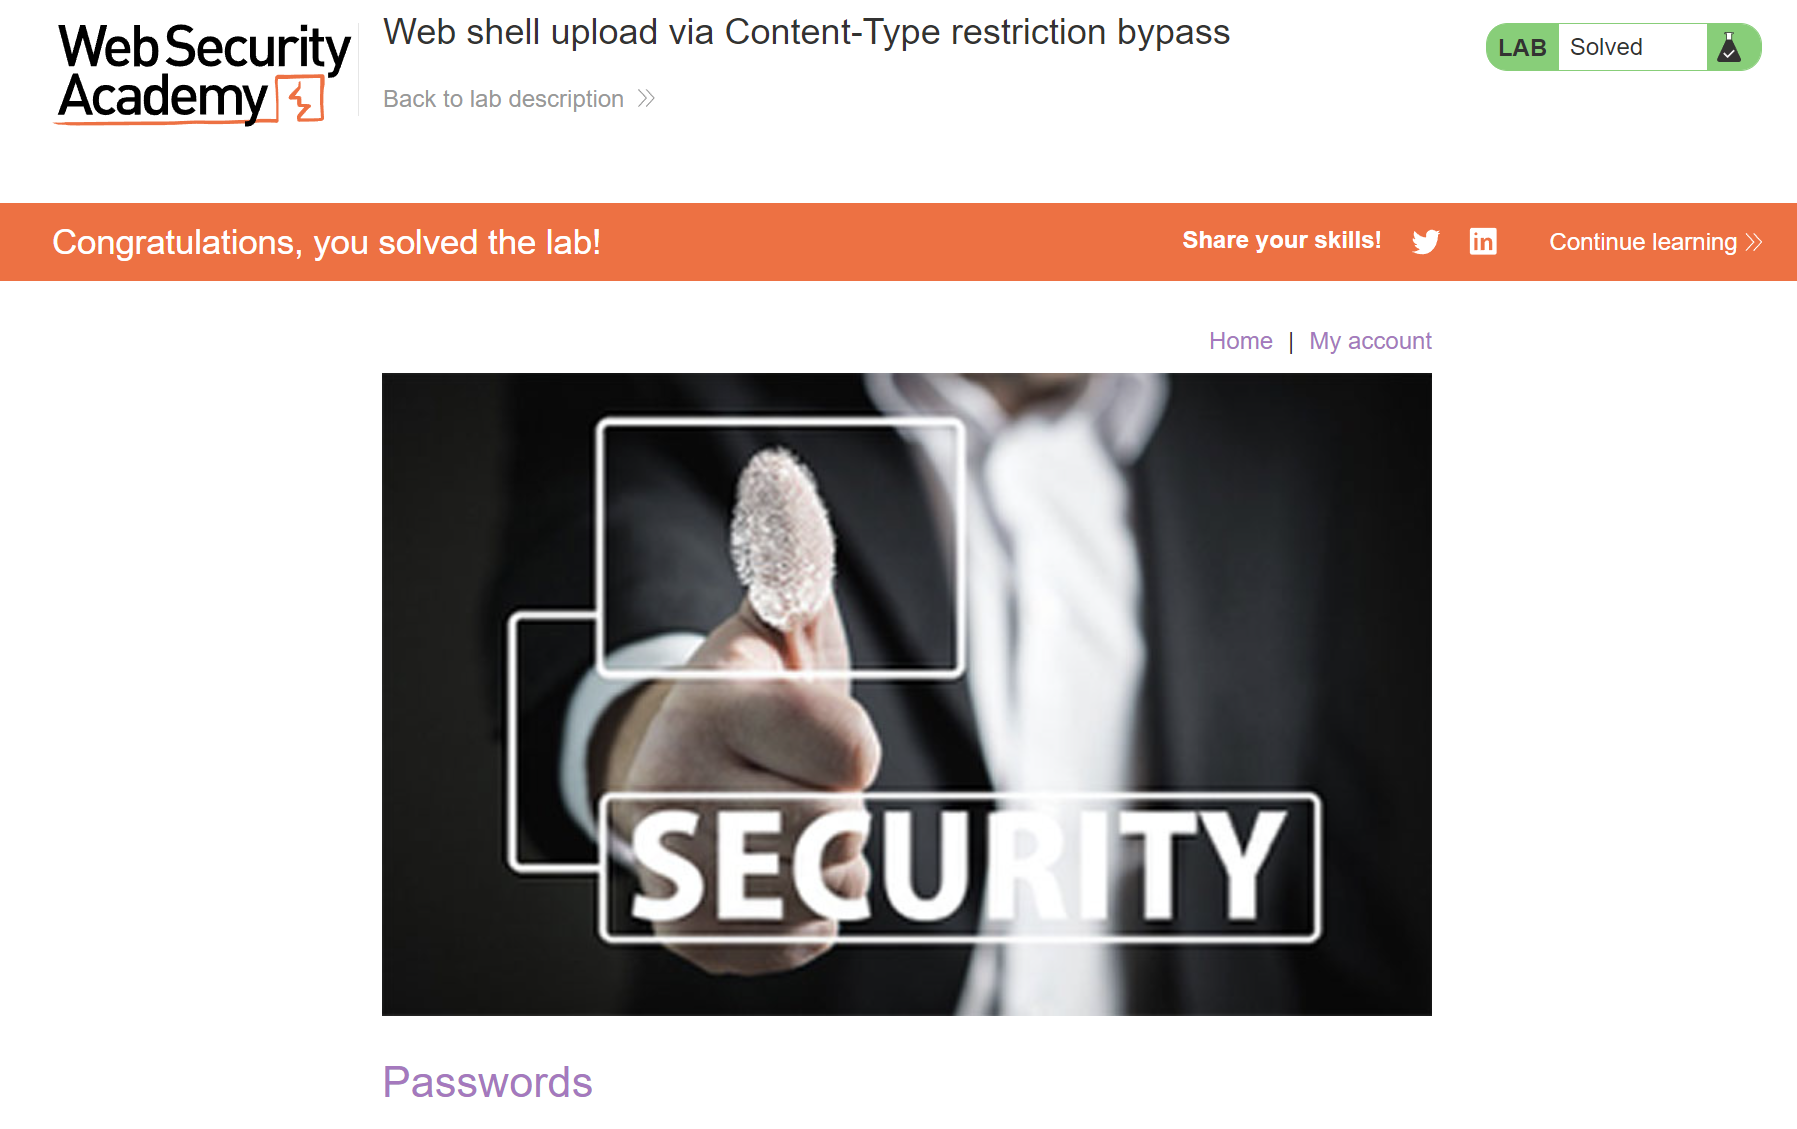 Web Security
Academy
Web shell upload via Content-Type restriction bypass
Back to lab description
LAB Solved
Congratulations, you solved the lab!
Share your skills!
in
Continue learning
Home | My account
SECURITY
Passwords